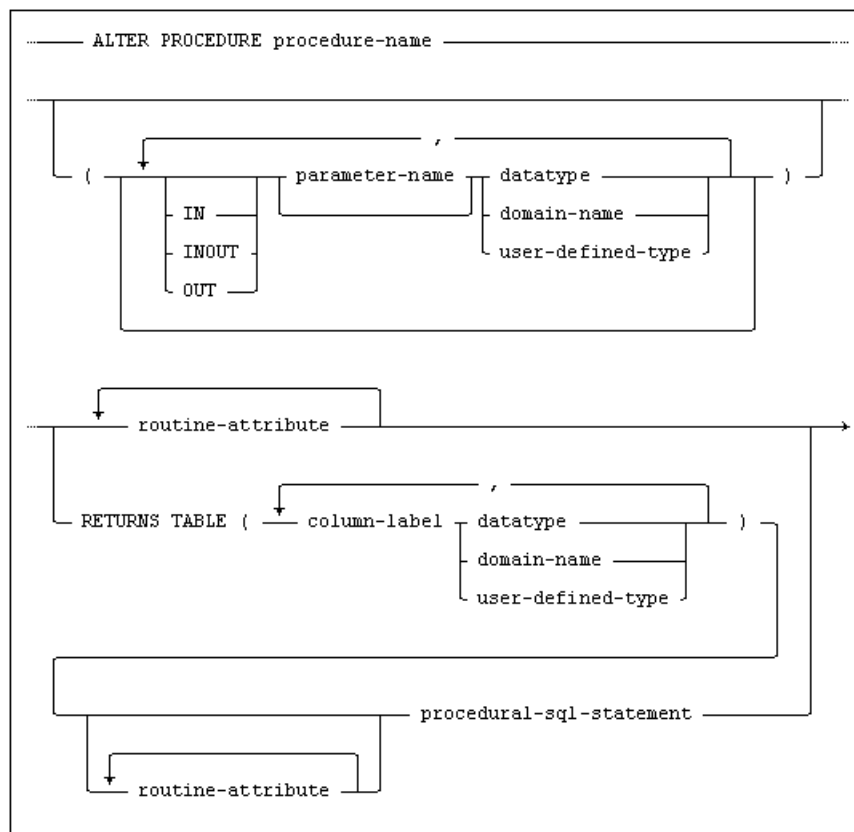 ALTER PROCEDURE procedure-name
,
( parameter-name datatype )
IN domain-name
INOUT user-defined-type
OUT
routine-attribute
,
RETURNS TABLE ( column-label datatype )
domain-name
user-defined-type
procedural-sql-statement
routine-attribute